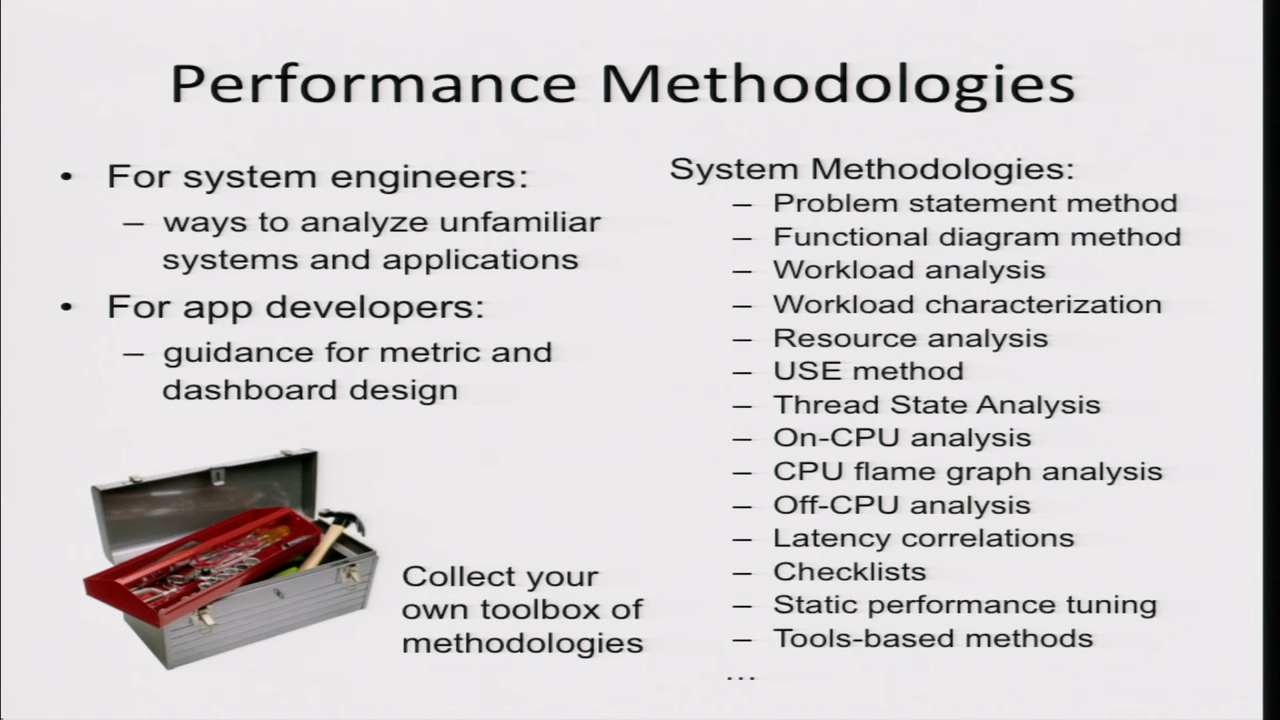 Performance Methodologies
• For system engineers:
– ways to analyze unfamiliar
systems and applications
• For app developers:
– guidance for metric and
dashboard design
Collect your
own toolbox of
methodologies
System Methodologies:
– Problem statement method
– Functional diagram method
– Workload analysis
– Workload characterization
– Resource analysis
– USE method
– Thread State Analysis
– On-CPU analysis
– CPU flame graph analysis
– Off-CPU analysis
– Latency correlations
– Checklists
– Static performance tuning
– Tools-based methods
…